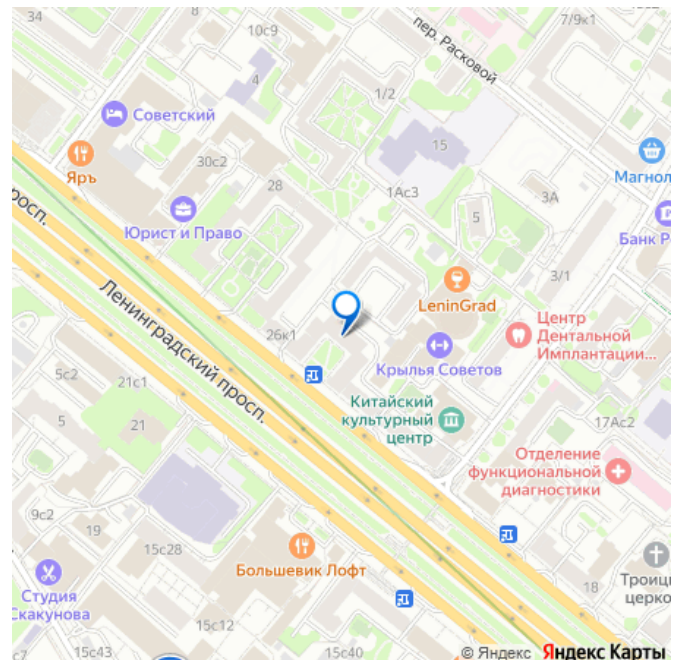 34
10с9
7/9к1
пер. Расковой
4
1/2
Советский
15
Яръ
30с2
Магнол
28
1Ас3
3А
5
Юрист и Право
Банк Р
просп.
LeninGrad
3/1
Ленинградский просп.
26к1
Центр
Дентальной
Имплантации...
Крылья Советов
5с2
21с1
Китайский
культурный
центр
5
21
17Ас2
Отделение
функциональной
диагностики
9с2
19
15с28
Большевик Лофт
Троиц
церко
18
Студия
Скакунова
15с12
с7
15с43
15с40
© Яндекс Яндекс Карты